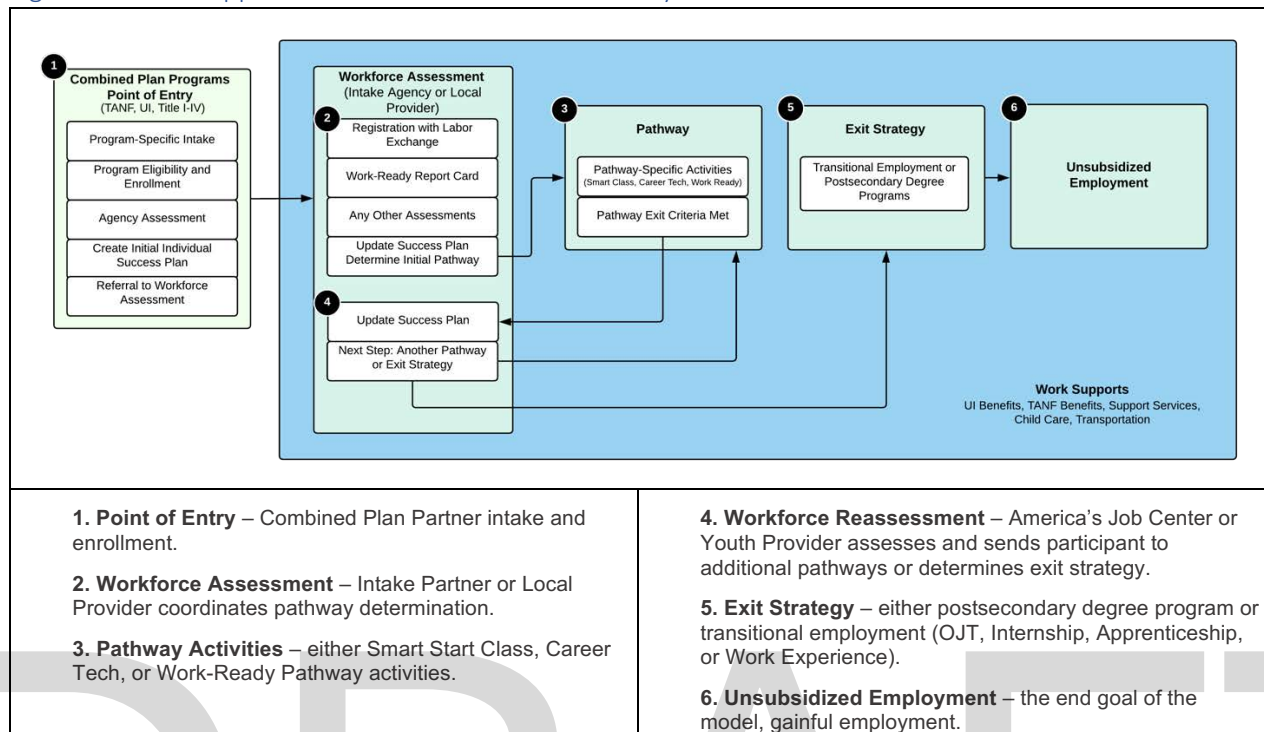 1
Combined Plan Programs
Point of Entry
(TANF, UI, Title I-IV)
Program-Specific Intake
Program Eligibility and
Enrollment
Agency Assessment
Create Initial Individual
Success Plan
Referral to Workforce
Assessment
Workforce Assessment
(Intake Agency or Local
Provider)
2
Registration with Labor
Exchange
Work-Ready Report Card
Any Other Assessments
Update Success Plan
Determine Initial Pathway
4
Update Success Plan
Next Step: Another Pathway
or Exit Strategy
3
Pathway
Pathway-Specific Activities
(Smart Class, Career Tech, Work Ready)
Pathway Exit Criteria Met
5
Exit Strategy
Transitional Employment or
Postsecondary Degree
Programs
6
Unsubsidized
Employment
Work Supports
UI Benefits, TANF Benefits, Support Services,
Child Care, Transportation
1. Point of Entry – Combined Plan Partner intake and
enrollment.
2. Workforce Assessment – Intake Partner or Local
Provider coordinates pathway determination.
3. Pathway Activities – either Smart Start Class, Career
Tech, or Work-Ready Pathway activities.
4. Workforce Reassessment – America's Job Center or
Youth Provider assesses and sends participant to
additional pathways or determines exit strategy.
5. Exit Strategy – either postsecondary degree program or
transitional employment (OJT, Internship, Apprenticeship,
or Work Experience).
6. Unsubsidized Employment – the end goal of the
model, gainful employment.